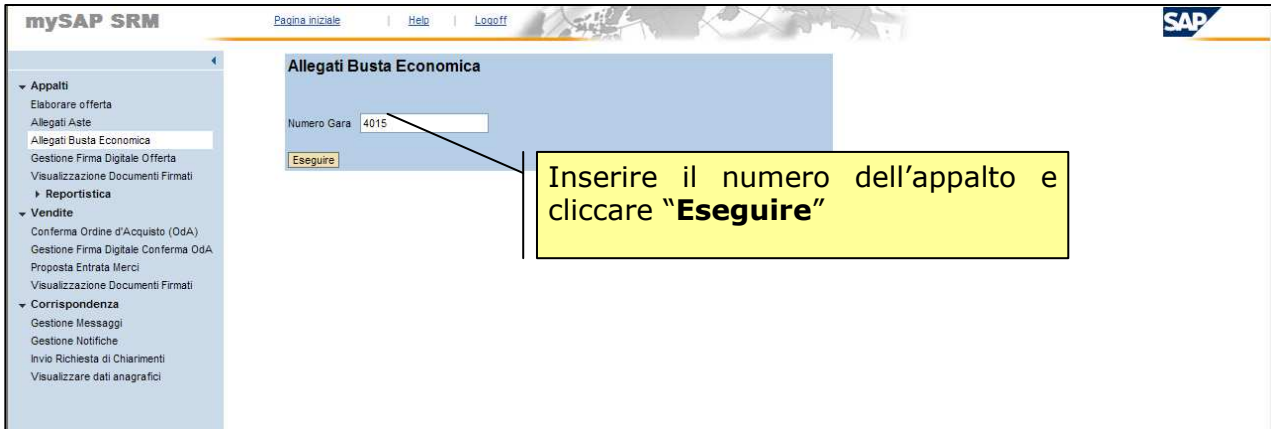 mySAP SRM
Pagina iniziale | Help | Logoff
SAP
Appalti
Elaborare offerta
Allegati Aste
Allegati Busta Economica
Gestione Firma Digitale Offerta
Visualizzazione Documenti Firmati
Reportistica
Vendite
Conferma Ordine d'Acquisto (OdA)
Gestione Firma Digitale Conferma OdA
Proposta Entrata Merci
Visualizzazione Documenti Firmati
Corrispondenza
Gestione Messaggi
Gestione Notifiche
Invio Richiesta di Chiarimenti
Visualizzare dati anagrafici
Allegati Busta Economica
Numero Gara 4015
Eseguire
Inserire il numero dell’appalto e
cliccare “Eseguire”